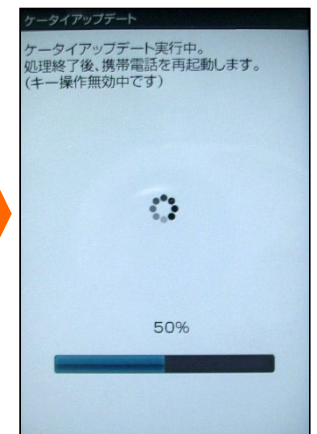 ケータイアップデート
ケータイアップデート実行中。
処理終了後、携帯電話を再起動します。
(キー操作無効中です)
50%